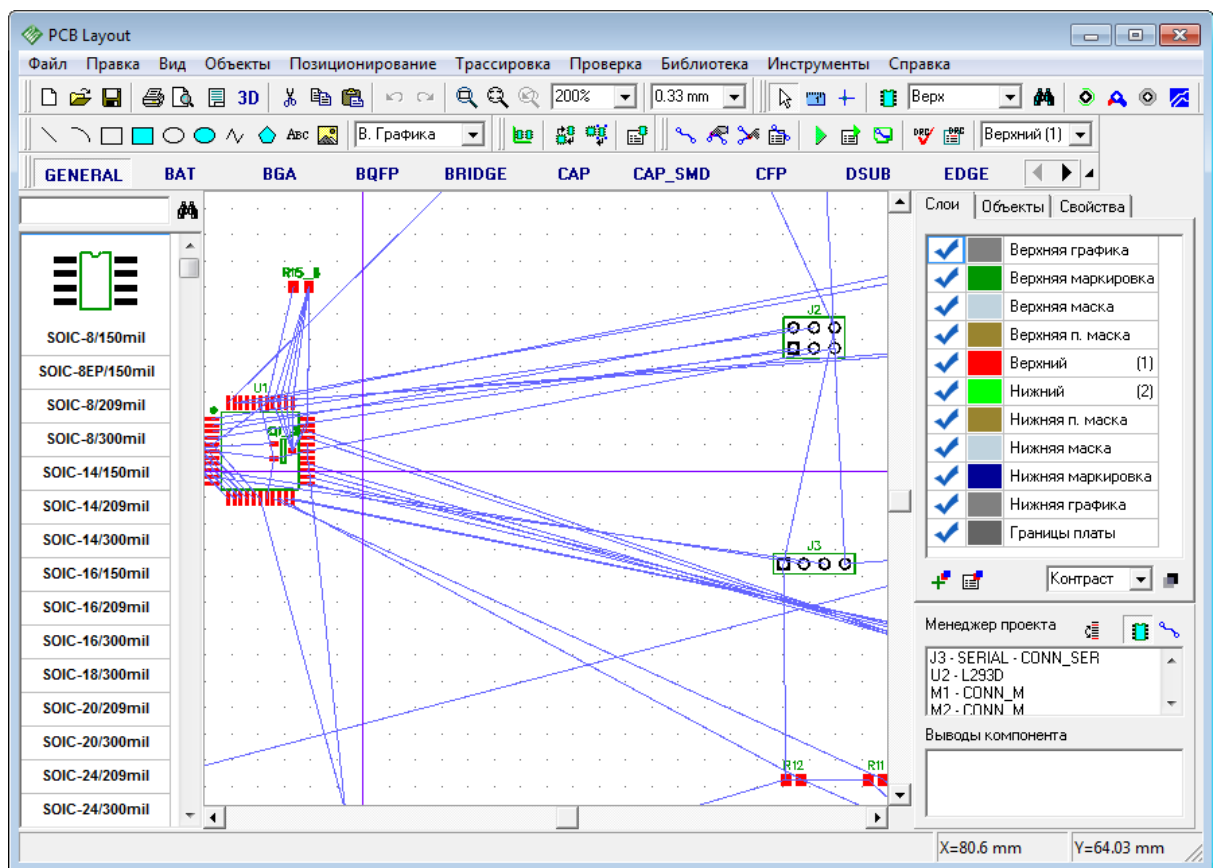 PCB Layout
Файл Правка Вид Объекты Позиционирование Трассировка Проверка Библиотека Инструменты Справка
3D 200% 0.33 mm Верх
ABC В. Графика DRC DRC Верхний (1)
GENERAL BAT BGA BQFP BRIDGE CAP CAP_SMD CFP DSUB EDGE
SOIC-8/150mil
SOIC-8EP/150mil
SOIC-8/209mil
SOIC-8/300mil
SOIC-14/150mil
SOIC-14/209mil
SOIC-14/300mil
SOIC-16/150mil
SOIC-16/209mil
SOIC-16/300mil
SOIC-18/300mil
SOIC-20/209mil
SOIC-20/300mil
SOIC-24/209mil
SOIC-24/300mil
J2
U1
J3
R12 R11
Слои Объекты Свойства
Верхняя графика
Верхняя маркировка
Верхняя маска
Верхняя п. маска
Верхний (1)
Нижний (2)
Нижняя п. маска
Нижняя маска
Нижняя маркировка
Нижняя графика
Границы платы
Контраст
Менеджер проекта
J3 - SERIAL - CONN_SER
U2 - L293D
M1 - CONN_M
M2 - CONN_M
Выводы компонента
X=80.6 mm Y=64.03 mm